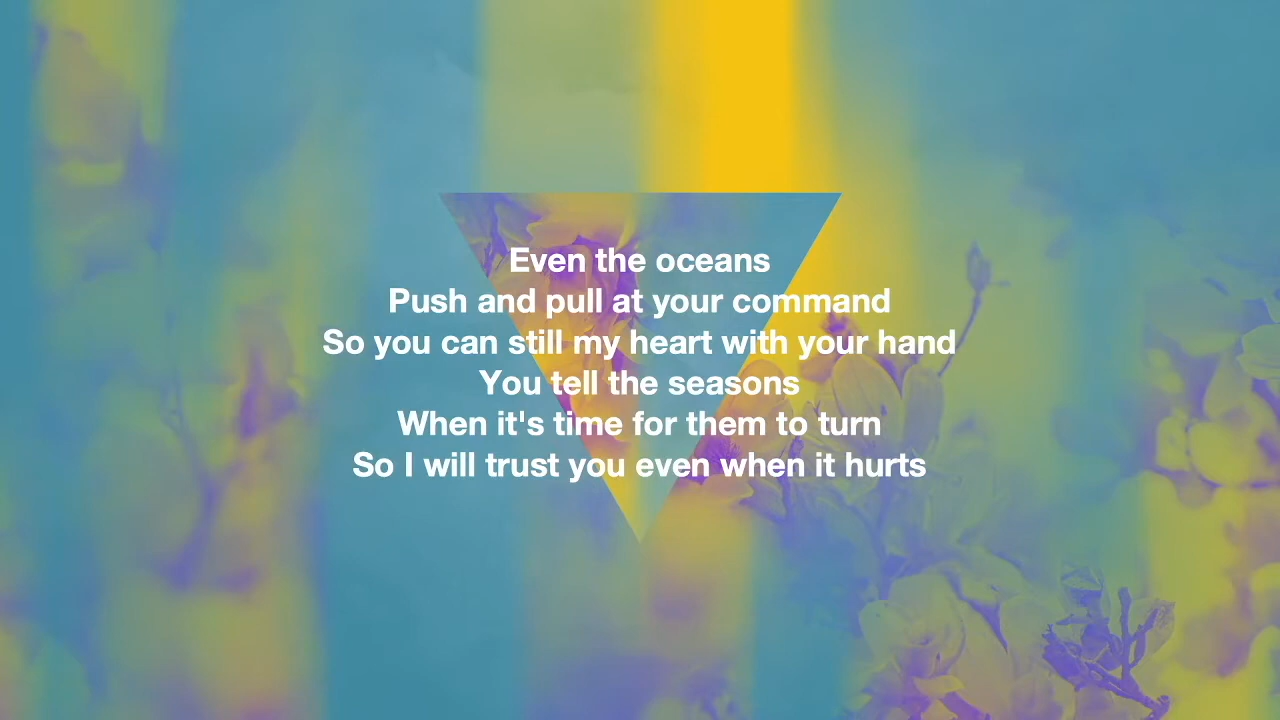 Even the oceans
Push and pull at your command
So you can still my heart with your hand
You tell the seasons
When it's time for them to turn
So I will trust you even when it hurts